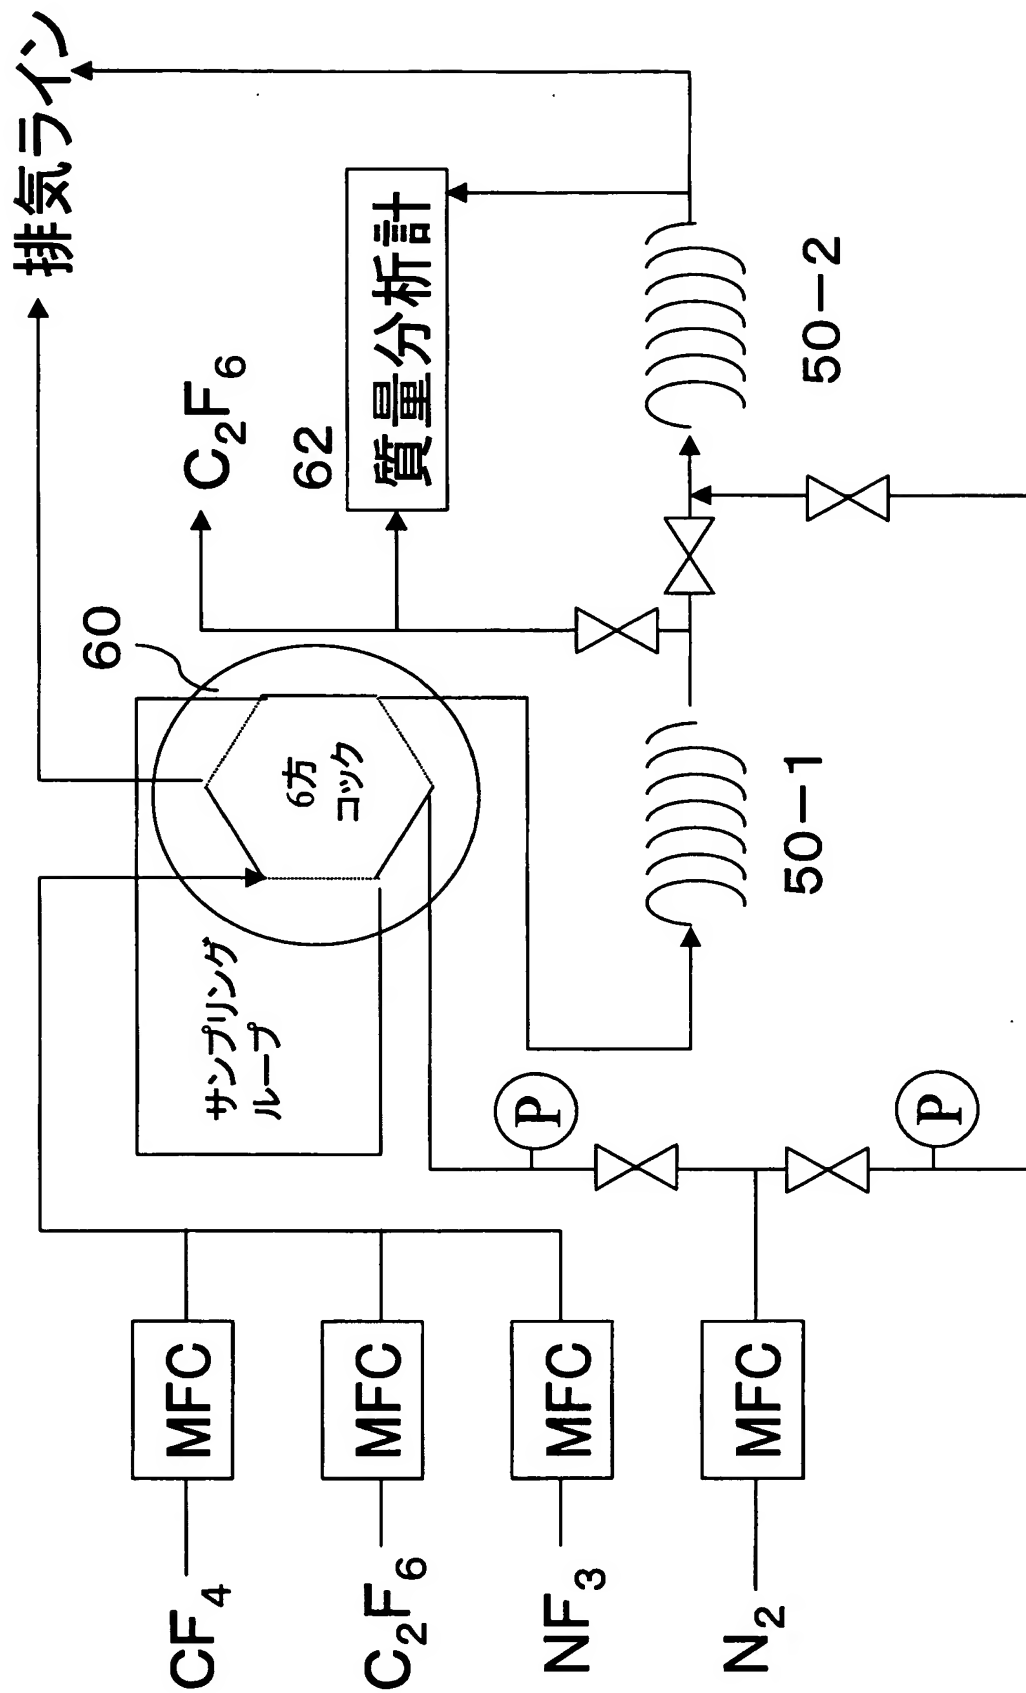 排気ライン
C₂F₆
62
質量分析計
50-2
60
6方
コック
サンプリング
ループ
50-1
P
P
MFC
MFC
MFC
MFC
CF₄
C₂F₆
NF₃
N₂